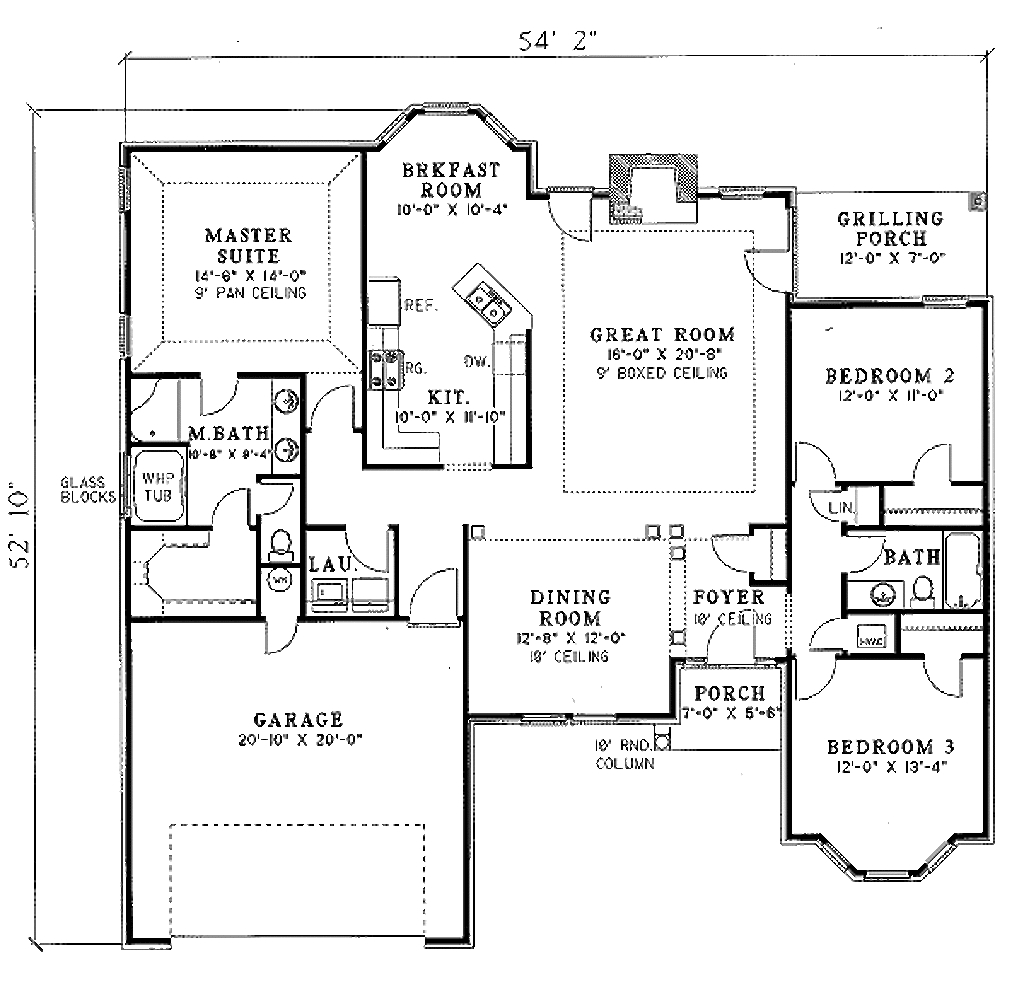 54' 2"
BRKFAST
ROOM
10'-0" X 10'-4"
MASTER
SUITE
14'-6" X 14'-0"
9' PAN CEILING
GRILLING
PORCH
12'-0" X 7'-0"
REF.
GREAT ROOM
16'-0" X 20'-8"
9' BOXED CEILING
RG.
DW.
KIT.
10'-0" X 11'-10"
BEDROOM 2
12'-0" X 11'-0"
M.BATH
10'-8" X 9'-4"
GLASS
BLOCKS
WHP
TUB
LIN.
52' 10"
LAU.
WH
BATH
DINING
ROOM
12'-8" X 12'-0"
10' CEILING
FOYER
10' CEILING
HWC
PORCH
7'-0" X 5'-6"
GARAGE
20'-10" X 20'-0"
10' RND.
COLUMN
BEDROOM 3
12'-0" X 13'-4"